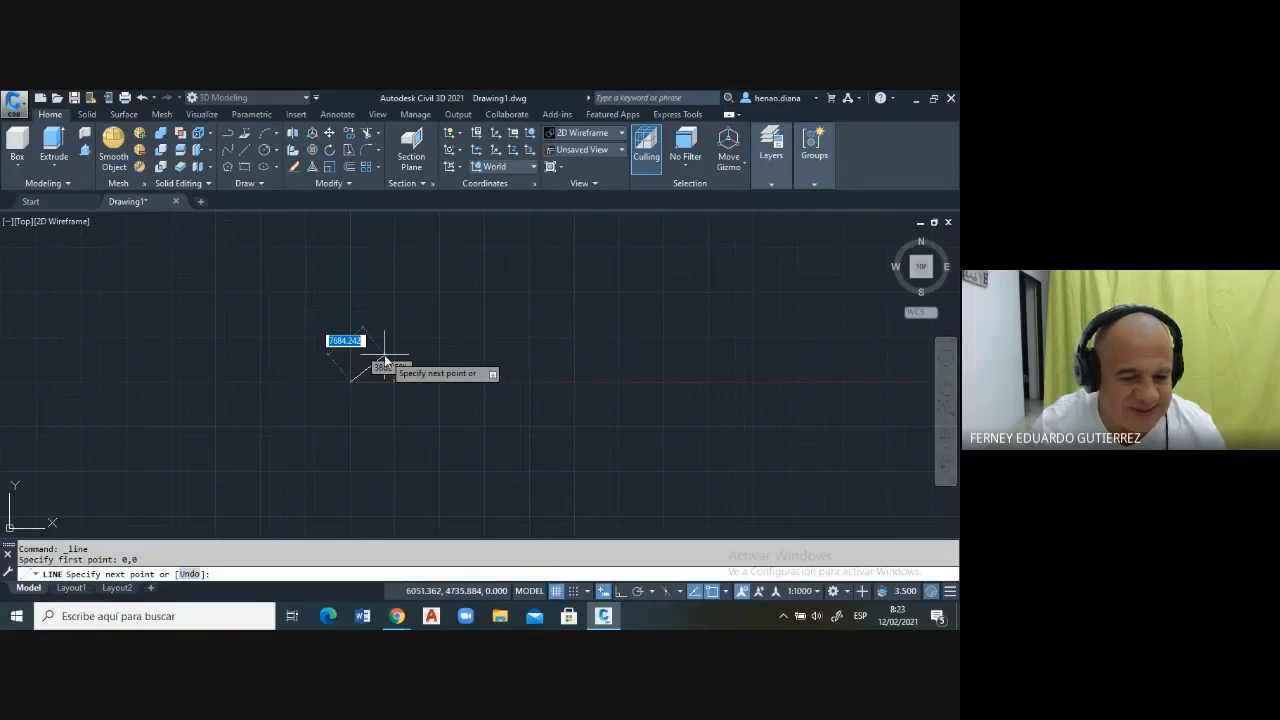 3D Modeling
Autodesk Civil 3D 2021 Drawing1.dwg
Type a keyword or phrase
henao.diana
Home Solid Surface Mesh Visualize Parametric Insert Annotate View Manage Output Collaborate Add-ins Featured Apps Express Tools
2D Wireframe
Unsaved View
World
Box
Extrude
Smooth Object
Section Plane
Culling
No Filter
Move Gizmo
Layers
Groups
Modeling Mesh Solid Editing Draw Modify Section Coordinates View Selection
Start Drawing1*
[−][Top][2D Wireframe]
N
W TOP E
S
WCS
7684.242
Specify next point or
Y
X
Command: _line
Specify first point: 0,0
LINE Specify next point or [Undo]:
Activar Windows
Ve a Configuración para activar Windows.
Model Layout1 Layout2 +
6051.362, 4735.884, 0.000 MODEL 1:1000 3.500
Escribe aquí para buscar
ESP
8:23
12/02/2021
5
FERNEY EDUARDO GUTIERREZ